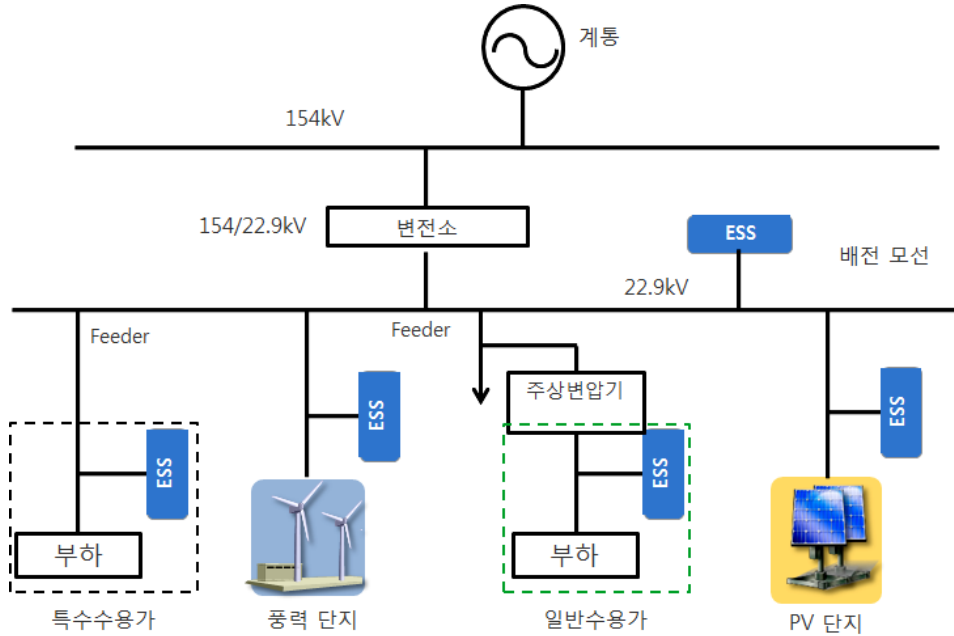 계통
154kV
154/22.9kV
변전소
ESS
배전 모선
22.9kV
Feeder
Feeder
주상변압기
ESS
ESS
ESS
ESS
부하
부하
특수수용가
풍력 단지
일반수용가
PV 단지